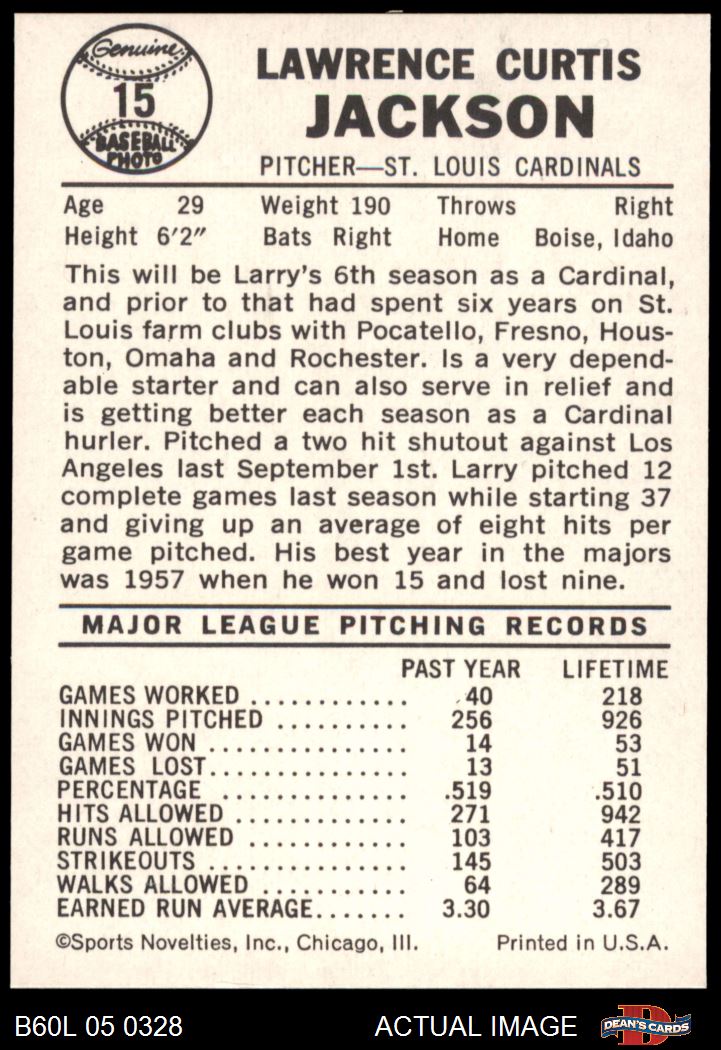 Genuine
15
BASEBALL
PHOTO
LAWRENCE CURTIS
JACKSON
PITCHER—ST. LOUIS CARDINALS
Age 29 Weight 190 Throws Right
Height 6′2″ Bats Right Home Boise, Idaho
This will be Larry's 6th season as a Cardinal,
and prior to that had spent six years on St.
Louis farm clubs with Pocatello, Fresno, Hous-
ton, Omaha and Rochester. Is a very depend-
able starter and can also serve in relief and
is getting better each season as a Cardinal
hurler. Pitched a two hit shutout against Los
Angeles last September 1st. Larry pitched 12
complete games last season while starting 37
and giving up an average of eight hits per
game pitched. His best year in the majors
was 1957 when he won 15 and lost nine.
MAJOR LEAGUE PITCHING RECORDS
PAST YEAR LIFETIME
GAMES WORKED ............ 40 218
INNINGS PITCHED .......... 256 926
GAMES WON ............... 14 53
GAMES LOST............... 13 51
PERCENTAGE .............. .519 .510
HITS ALLOWED ............. 271 942
RUNS ALLOWED ............ 103 417
STRIKEOUTS ............... 145 503
WALKS ALLOWED ........... 64 289
EARNED RUN AVERAGE....... 3.30 3.67
©Sports Novelties, Inc., Chicago, Ill. Printed in U.S.A.
B60L 05 0328 ACTUAL IMAGE DEAN'S CARDS